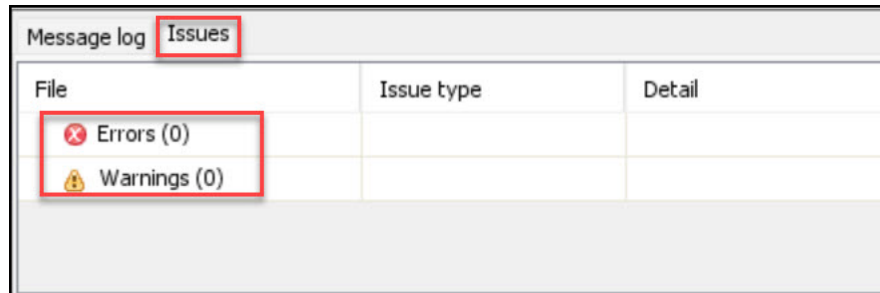 Message log Issues
File Issue type Detail
Errors (0)
Warnings (0)